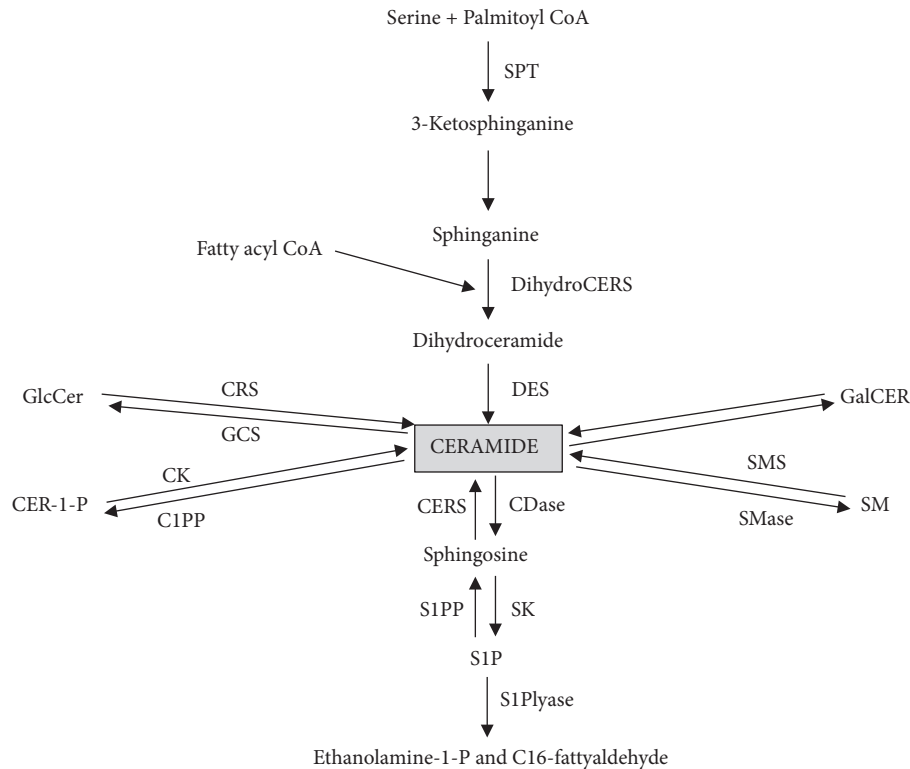 Serine + Palmitoyl CoA
SPT
3-Ketosphinganine
Sphinganine
Fatty acyl CoA
DihydroCERS
Dihydroceramide
CRS
DES
GlcCer
GalCER
GCS
CERAMIDE
CK
SMS
CER-1-P
C1PP
CERS
CDase
SMase
SM
Sphingosine
S1PP
SK
S1P
S1Plyase
Ethanolamine-1-P and C16-fattyaldehyde